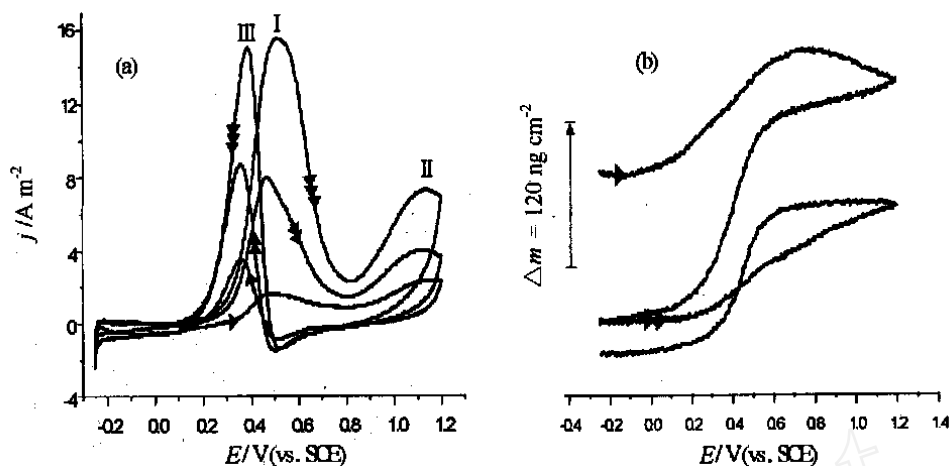 16
12
8
4
0
-4
j /A m⁻²
(a)
III
I
II
-0.2 0.0 0.2 0.4 0.6 0.8 1.0 1.2
E/V(vs. SCE)
(b)
△m = 120 ng cm⁻²
-0.4 -0.2 0.0 0.2 0.4 0.6 0.8 1.0 1.2 1.4
E/V(vs. SCE)